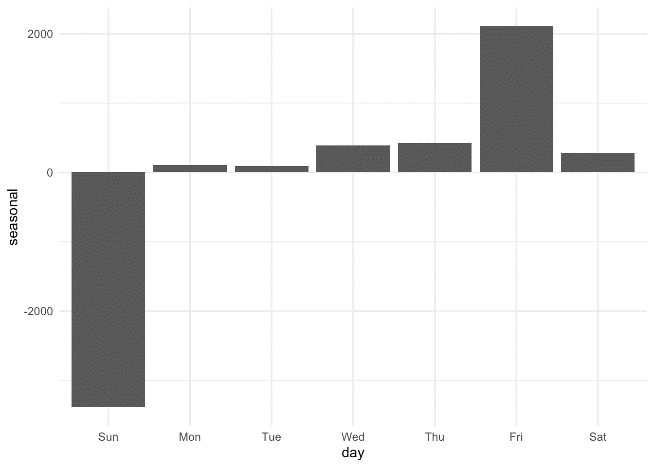 2000
0
-2000
seasonal
Sun Mon Tue Wed Thu Fri Sat
day